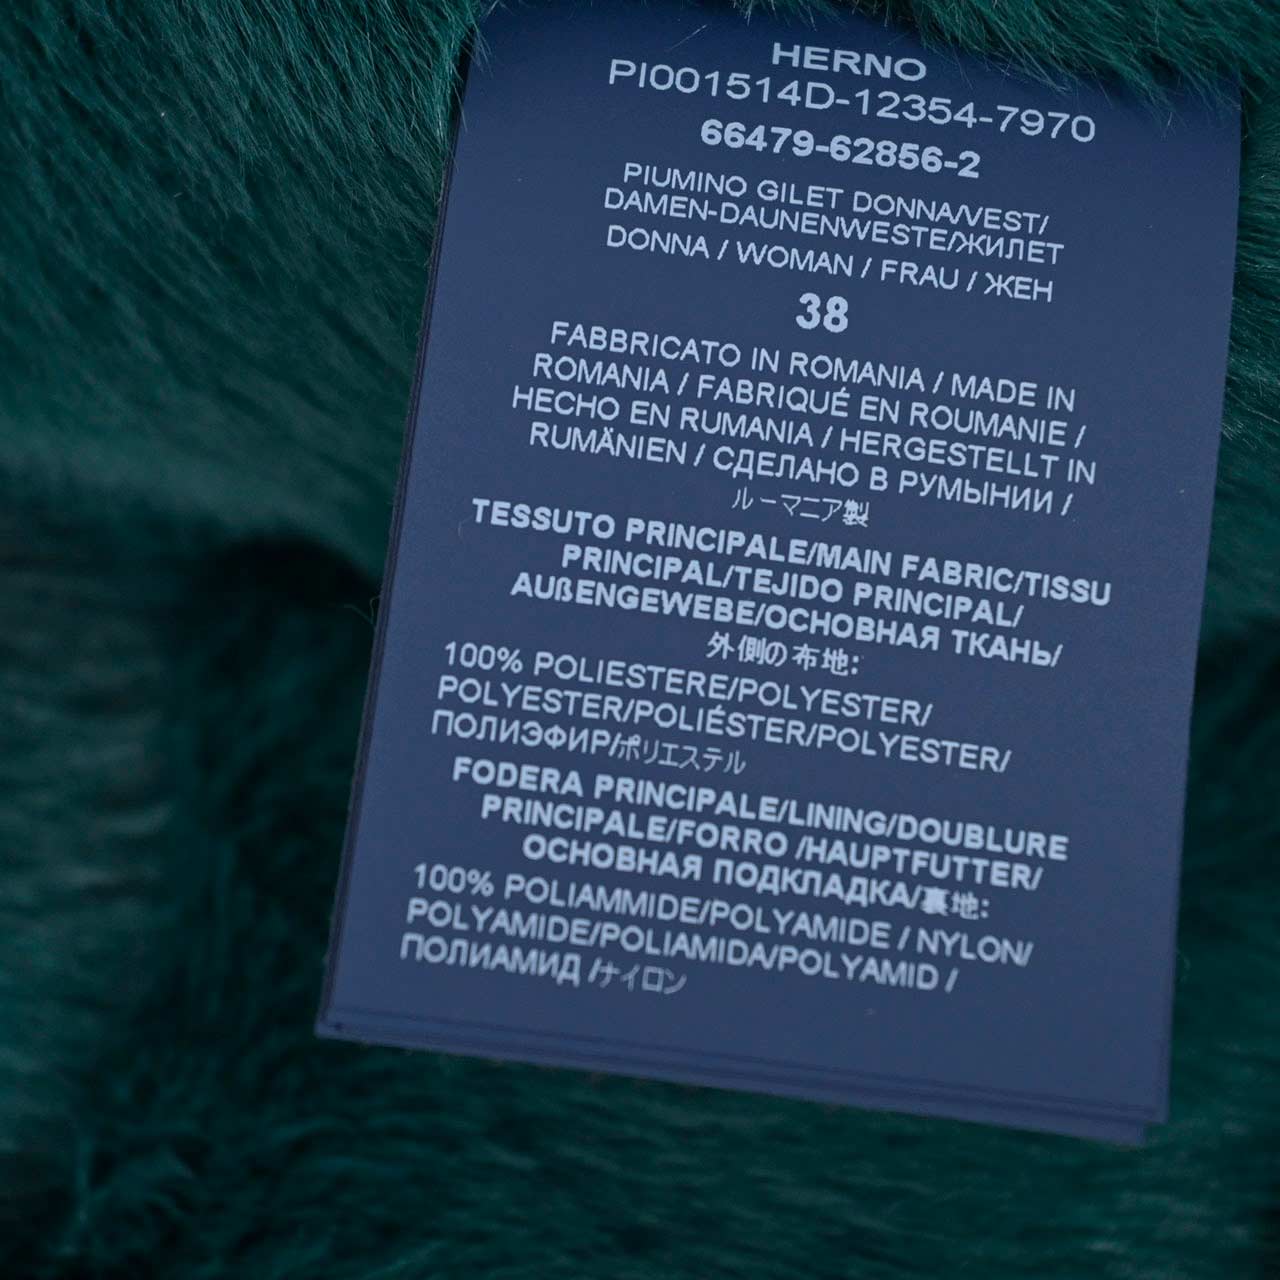 HERNO
PI001514D-12354-7970
66479-62856-2
PIUMINO GILET DONNA/VEST/
DAMEN-DAUNENWESTE/ЖИЛЕТ
DONNA / WOMAN / FRAU / ЖЕН
38
FABBRICATO IN ROMANIA / MADE IN
ROMANIA / FABRIQUÉ EN ROUMANIE /
HECHO EN RUMANIA / HERGESTELLT IN
RUMÄNIEN / СДЕЛАНО В РУМЫНИИ /
ルーマニア製
TESSUTO PRINCIPALE/MAIN FABRIC/TISSU
PRINCIPAL/TEJIDO PRINCIPAL/
AUßENGEWEBE/ОСНОВНАЯ ТКАНЬ/
外側の布地:
100% POLIESTERE/POLYESTER/
POLYESTER/POLIÉSTER/POLYESTER/
ПОЛИЭФИР/ポリエステル
FODERA PRINCIPALE/LINING/DOUBLURE
PRINCIPALE/FORRO /HAUPTFUTTER/
ОСНОВНАЯ ПОДКЛАДКА/裏地:
100% POLIAMMIDE/POLYAMIDE / NYLON/
POLYAMIDE/POLIAMIDA/POLYAMID /
ПОЛИАМИД /ナイロン